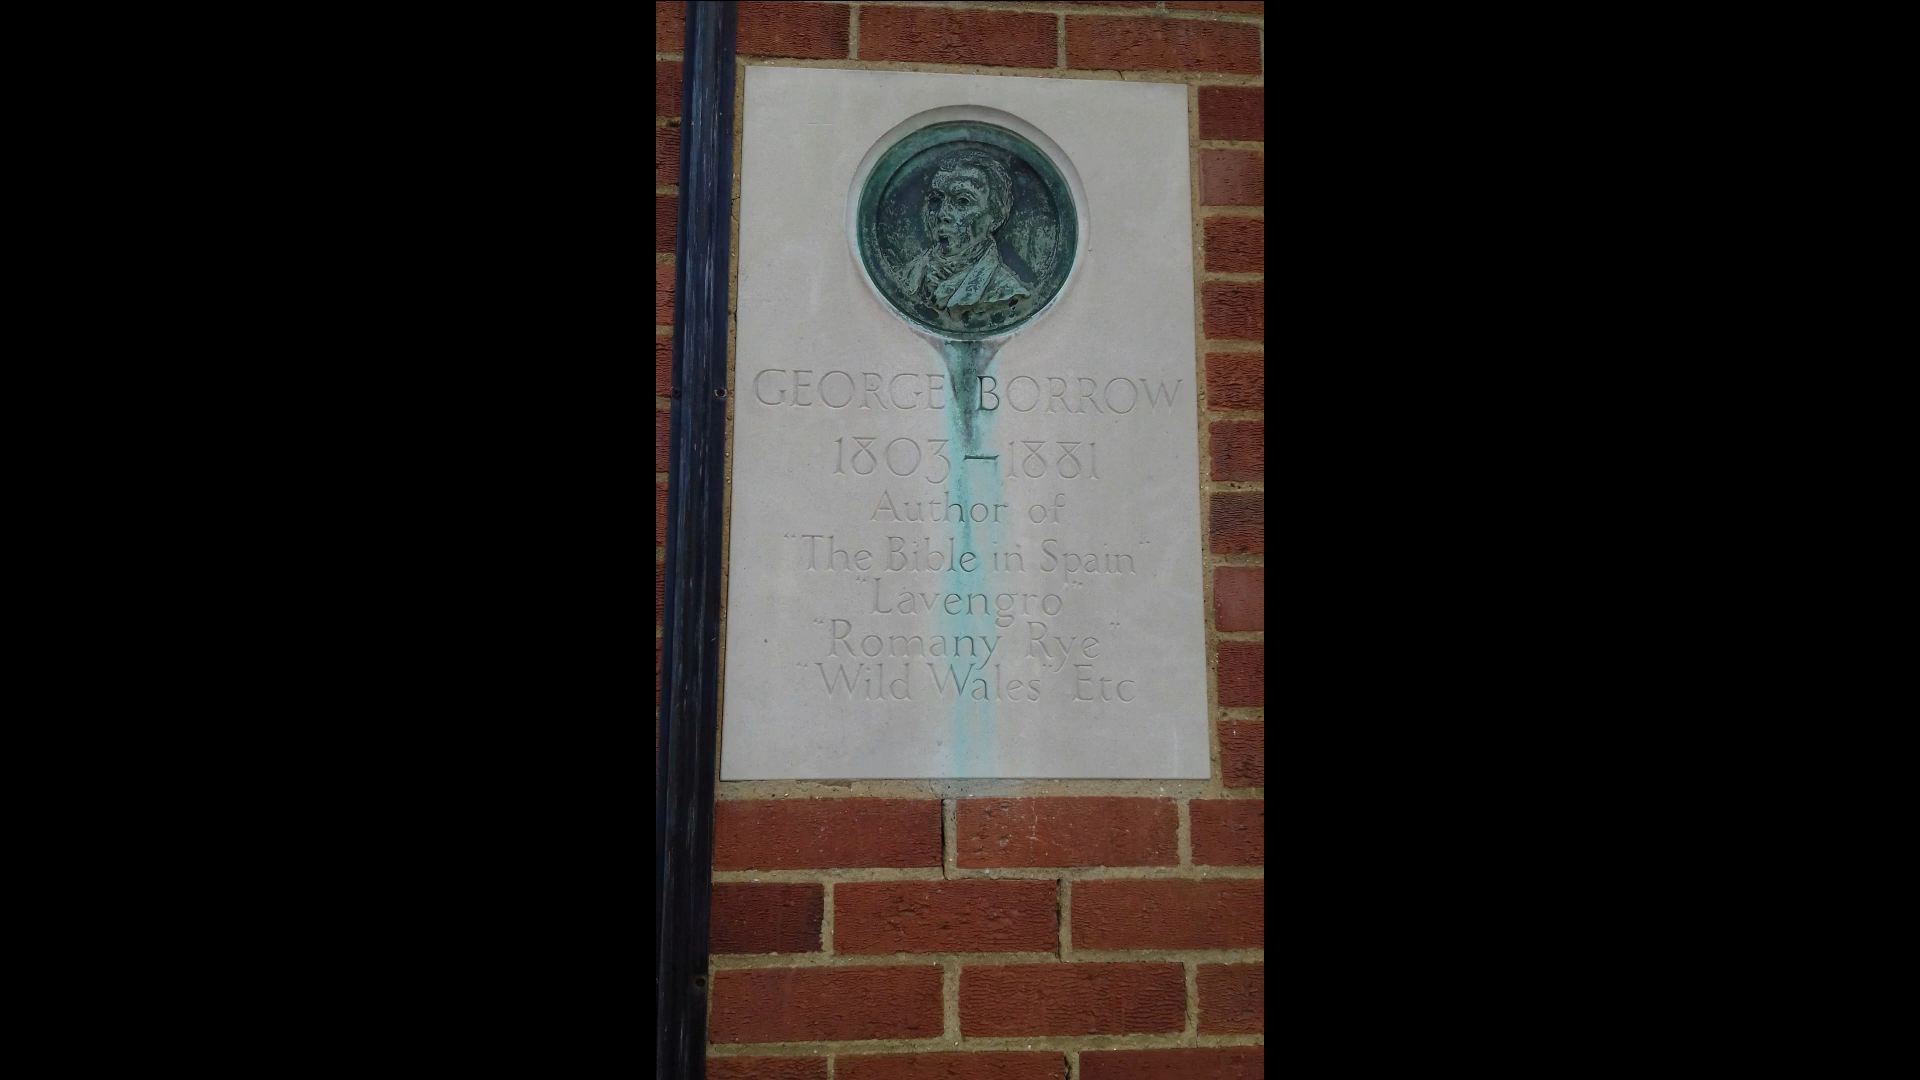 GEORGE BORROW
1803-1881
Author of
"The Bible in Spain"
"Lavengro"
"Romany Rye"
"Wild Wales" Etc